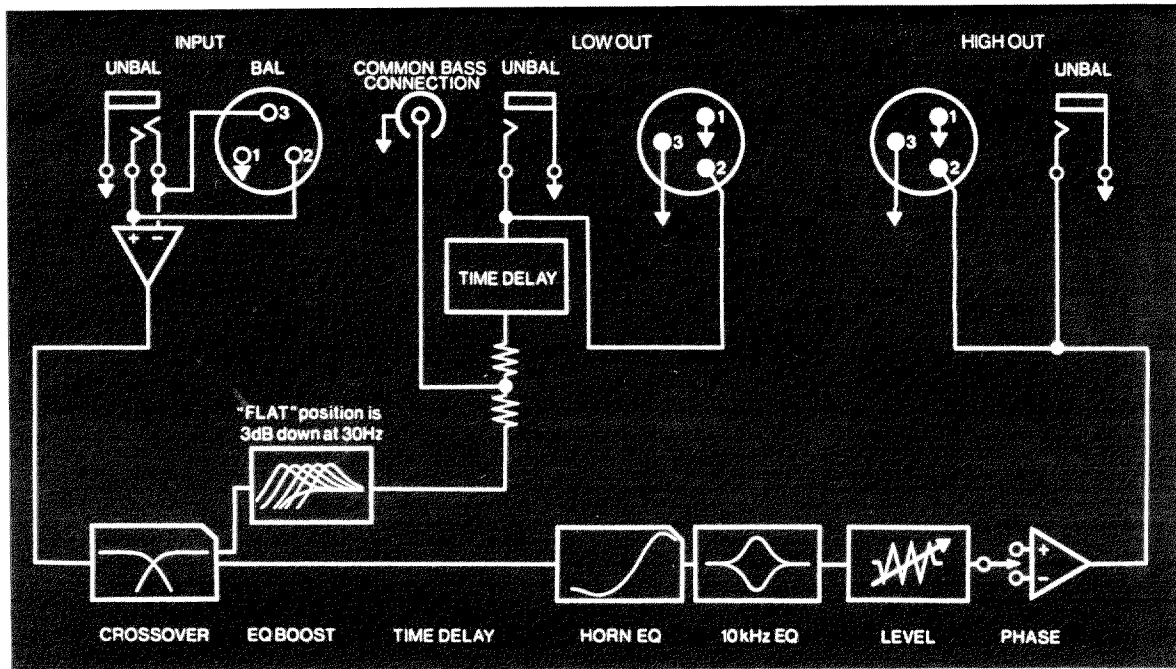 INPUT
LOW OUT
HIGH OUT
UNBAL
BAL
COMMON BASS
CONNECTION
UNBAL
UNBAL
3
1
2
1
3
2
1
3
2
+ −
TIME DELAY
"FLAT" position is
3dB down at 30Hz
+
−
CROSSOVER
EQ BOOST
TIME DELAY
HORN EQ
10kHz EQ
LEVEL
PHASE